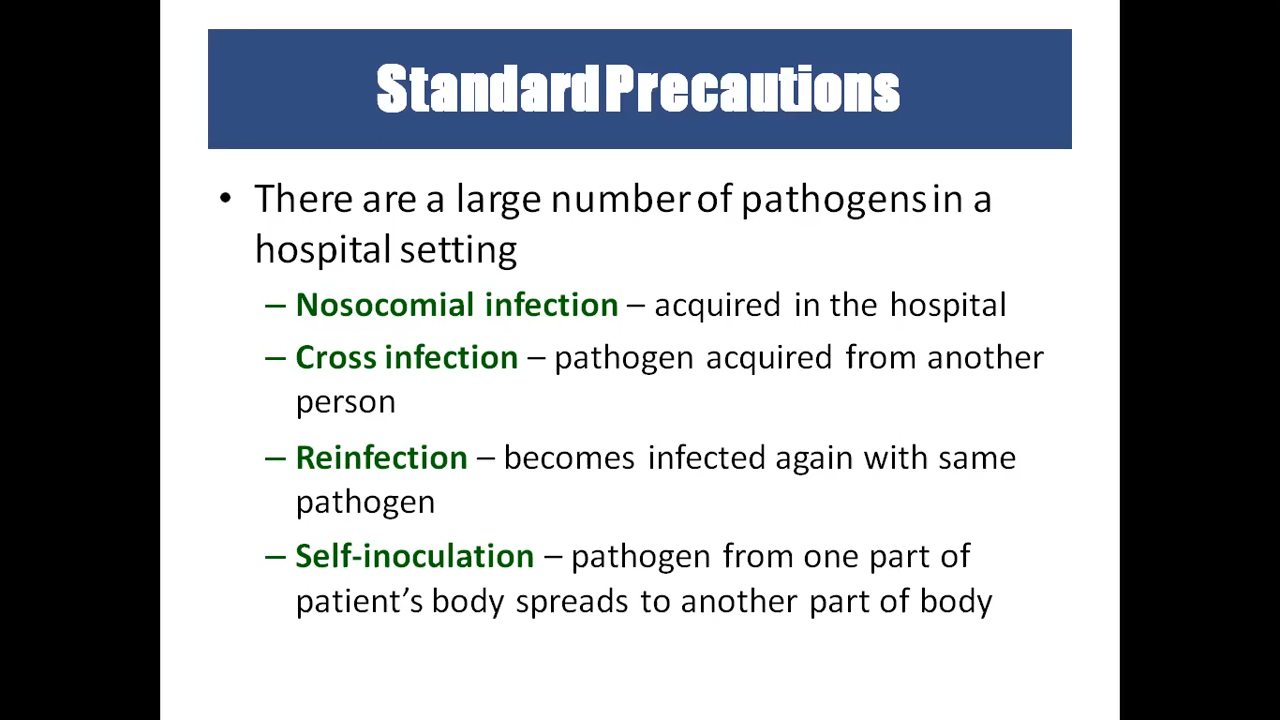 Standard Precautions
• There are a large number of pathogens in a
hospital setting
– Nosocomial infection – acquired in the hospital
– Cross infection – pathogen acquired from another
person
– Reinfection – becomes infected again with same
pathogen
– Self-inoculation – pathogen from one part of
patient’s body spreads to another part of body